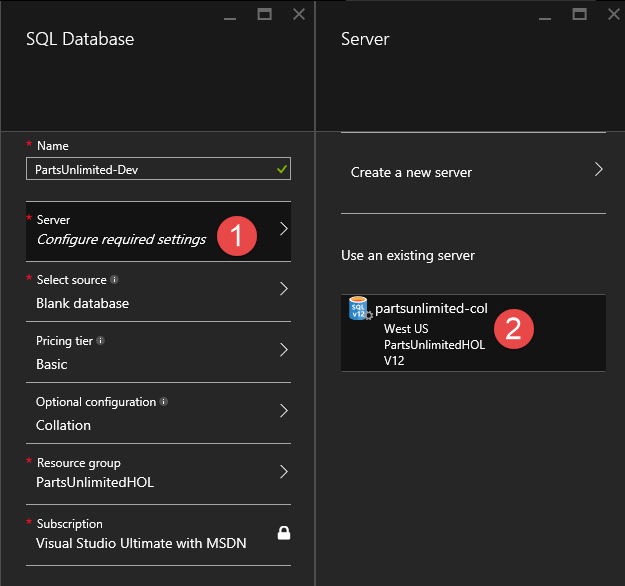 SQL Database
* Name
PartsUnlimited-Dev
* Server
Configure required settings
1
* Select source
Blank database
Pricing tier
Basic
Optional configuration
Collation
* Resource group
PartsUnlimitedHOL
* Subscription
Visual Studio Ultimate with MSDN
Server
Create a new server
Use an existing server
SQL
v12
partsunlimited-col
West US
PartsUnlimitedHOL
V12
2